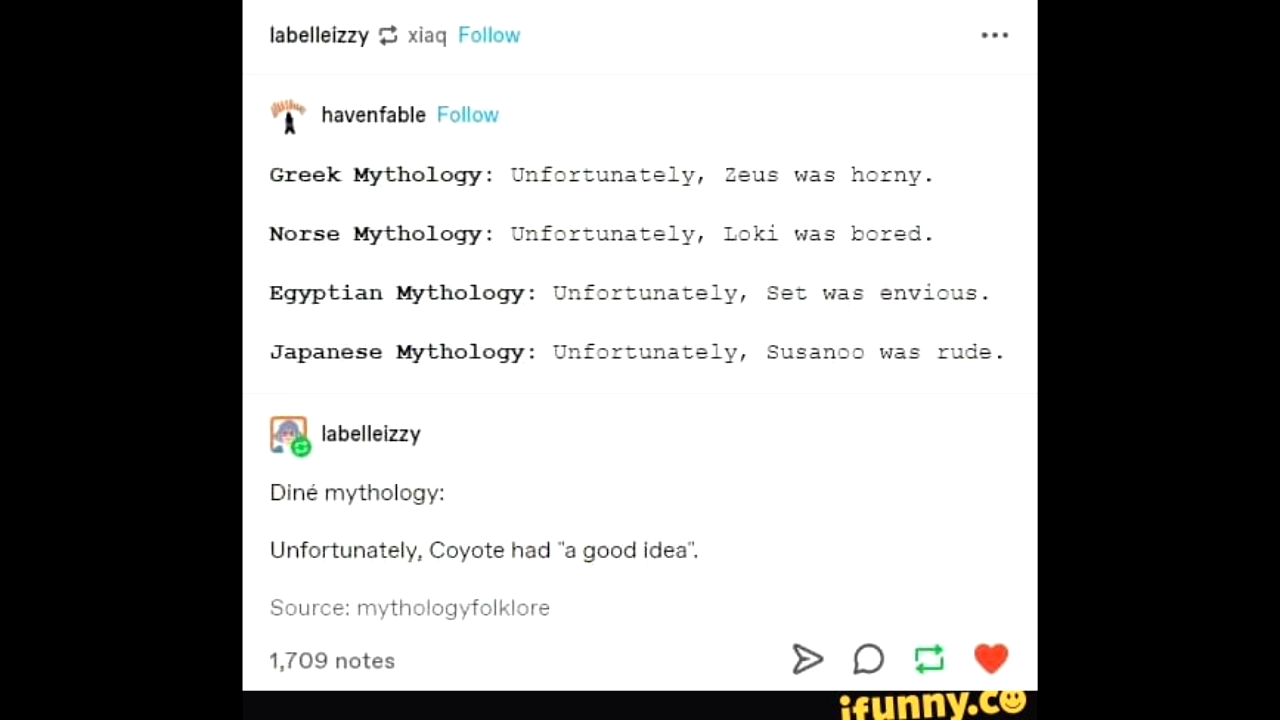 labelleizzy xiaq Follow
havenfable Follow
Greek Mythology: Unfortunately, Zeus was horny.
Norse Mythology: Unfortunately, Loki was bored.
Egyptian Mythology: Unfortunately, Set was envious.
Japanese Mythology: Unfortunately, Susanoo was rude.
labelleizzy
Diné mythology:
Unfortunately, Coyote had "a good idea".
Source: mythologyfolklore
1,709 notes
ifunny.co